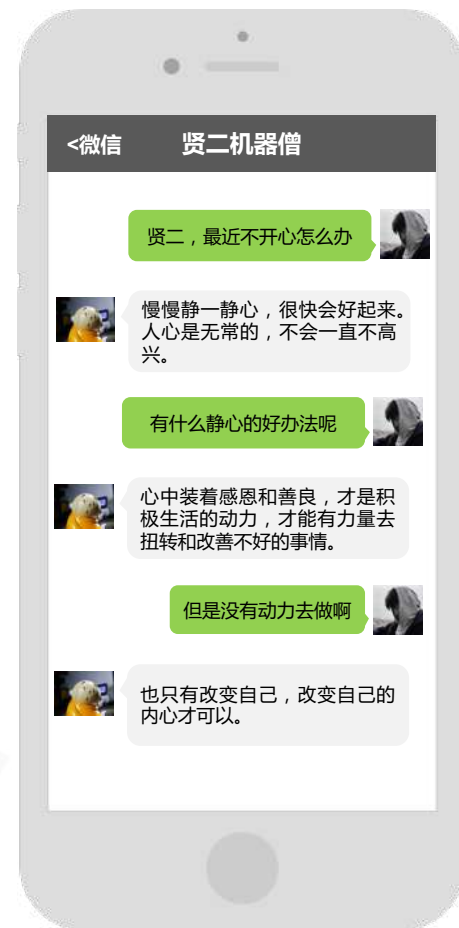 <微信 贤二机器僧
贤二，最近不开心怎么办
慢慢静一静心，很快会好起来。
人心是无常的，不会一直不高
兴。
有什么静心的好办法呢
心中装着感恩和善良，才是积
极生活的动力，才能有力量去
扭转和改善不好的事情。
但是没有动力去做啊
也只有改变自己，改变自己的
内心才可以。